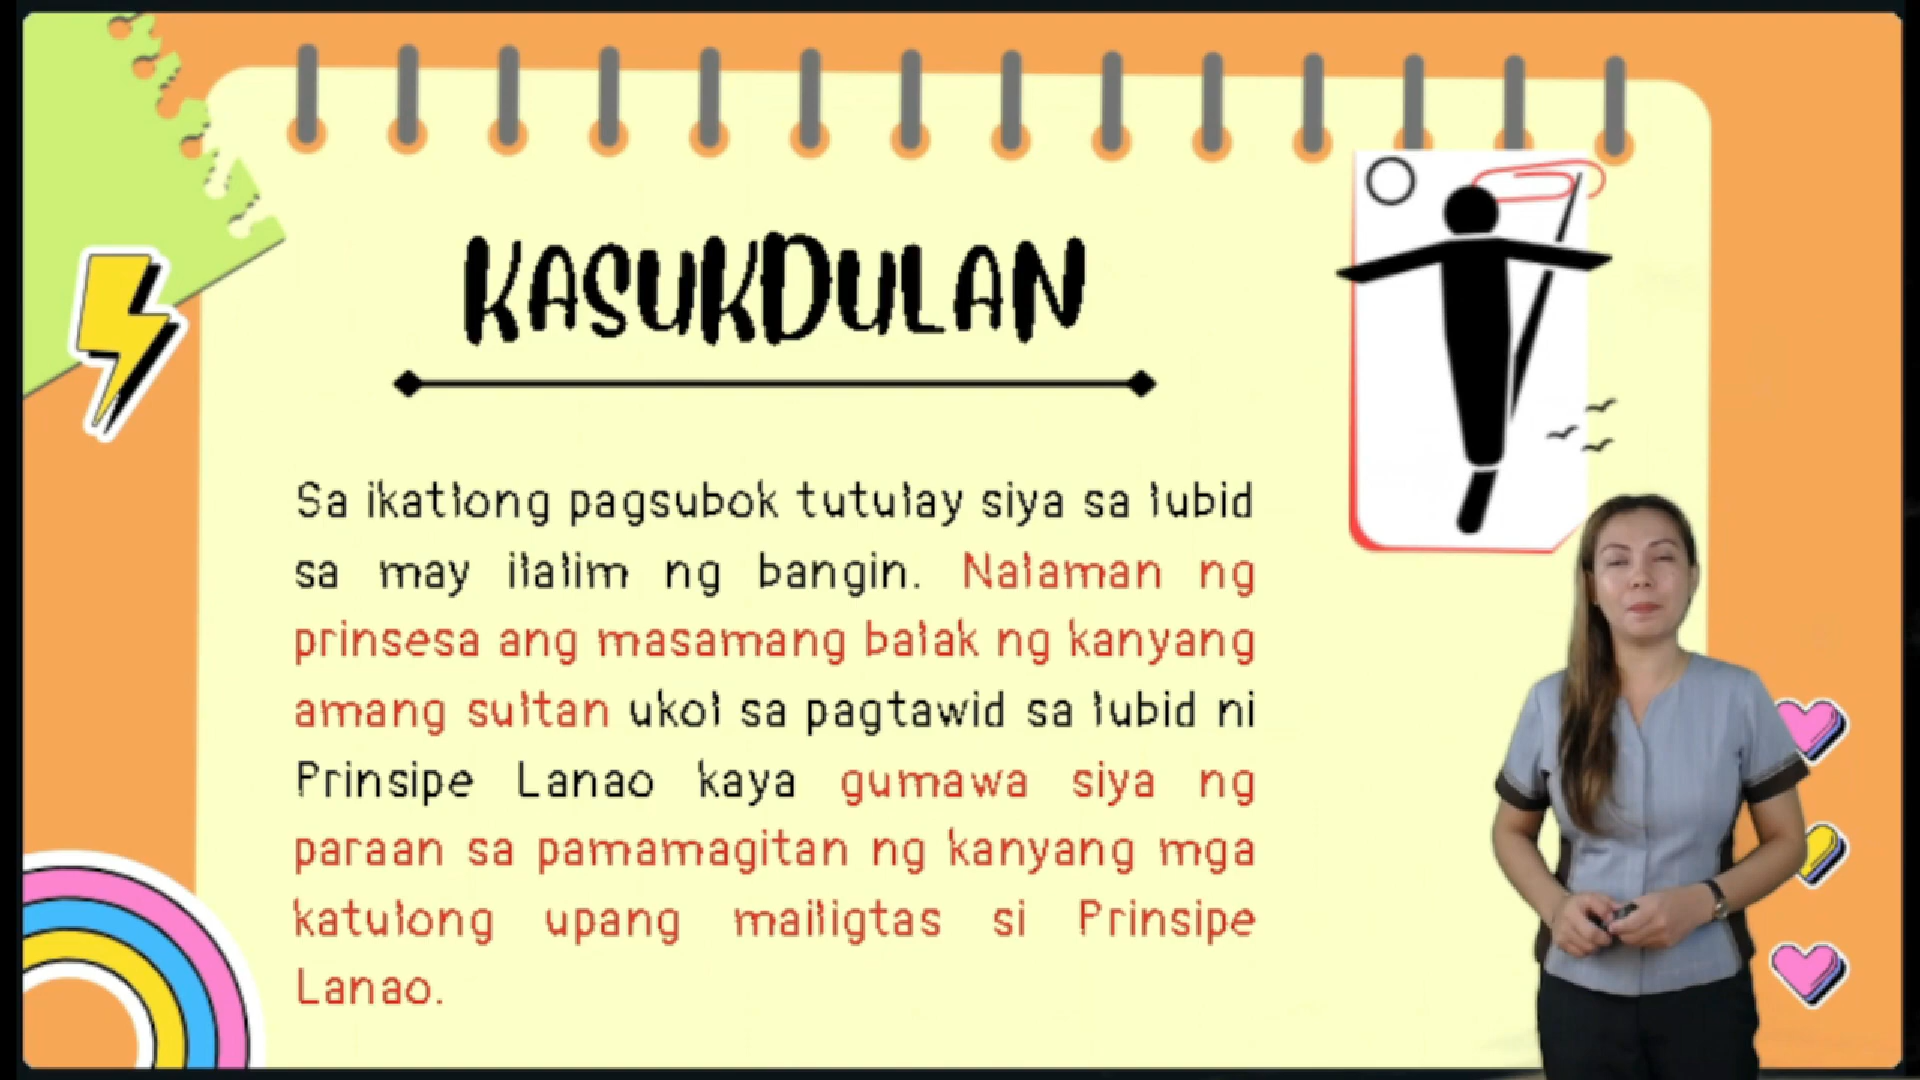 KASUKDULAN
Sa ikatlong pagsubok tutulay siya sa lubid
sa may ilalim ng bangin. Nalaman ng
prinsesa ang masamang balak ng kanyang
amang sultan ukol sa pagtawid sa lubid ni
Prinsipe Lanao kaya gumawa siya ng
paraan sa pamamagitan ng kanyang mga
katulong upang mailigtas si Prinsipe
Lanao.